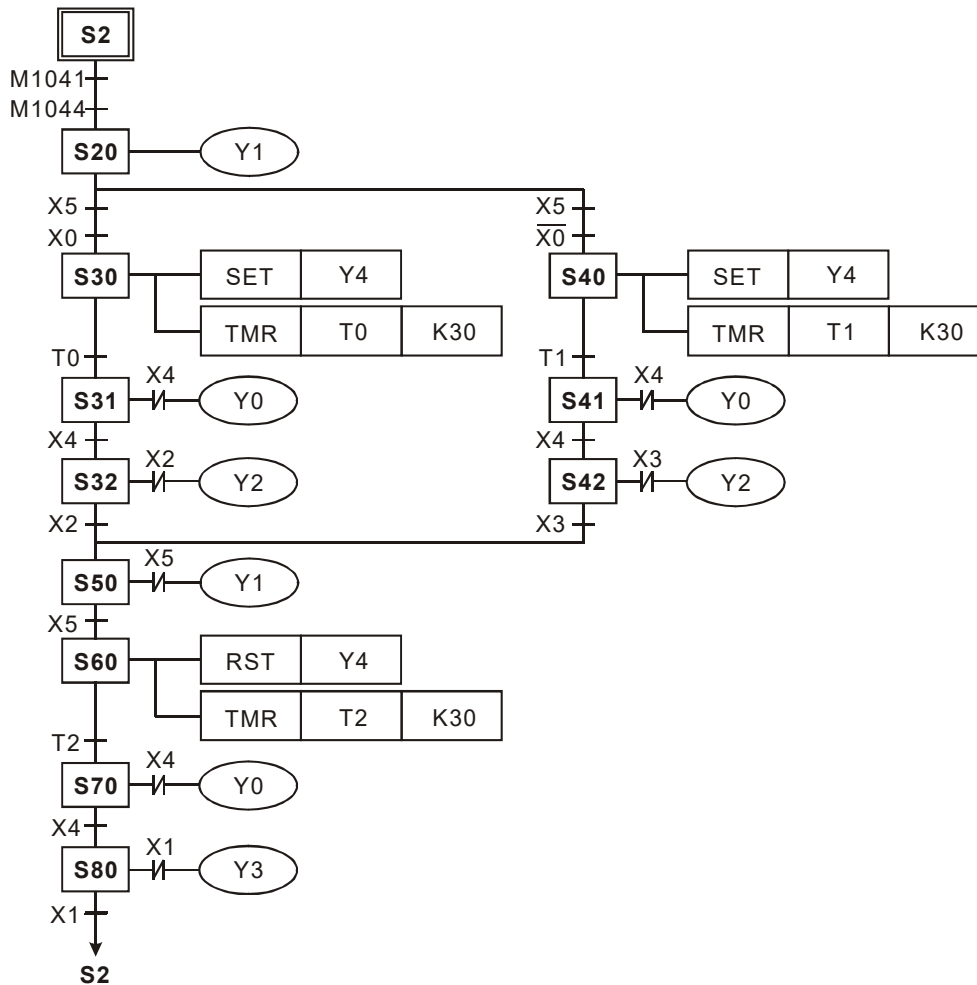 S2
M1041
M1044
S20 Y1
X5 X5
X0 X̅0̅
S30 SET Y4 S40 SET Y4
TMR T0 K30 TMR T1 K30
T0 T1
X4 X4
S31 Y0 S41 Y0
X4 X4
X2 X3
S32 Y2 S42 Y2
X2 X3
X5
S50 Y1
X5
S60 RST Y4
TMR T2 K30
T2
X4
S70 Y0
X4
X1
S80 Y3
X1
S2